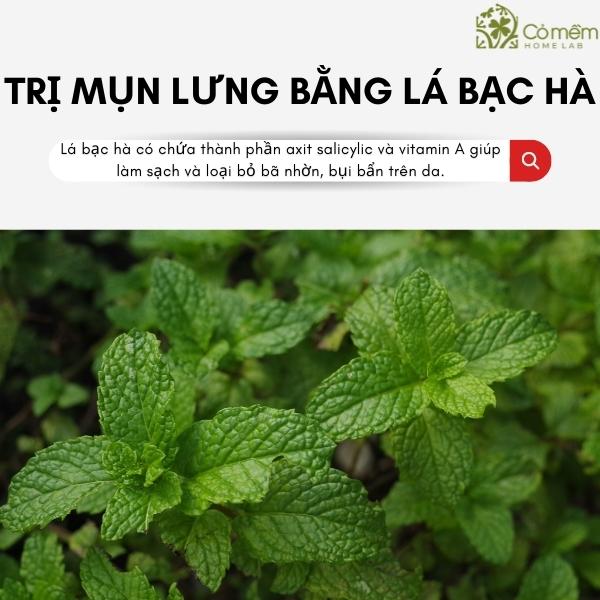 Cỏ mềm
HOME LAB
TRỊ MỤN LƯNG BẰNG LÁ BẠC HÀ
Lá bạc hà có chứa thành phần axit salicylic và vitamin A giúp
làm sạch và loại bỏ bã nhờn, bụi bẩn trên da.